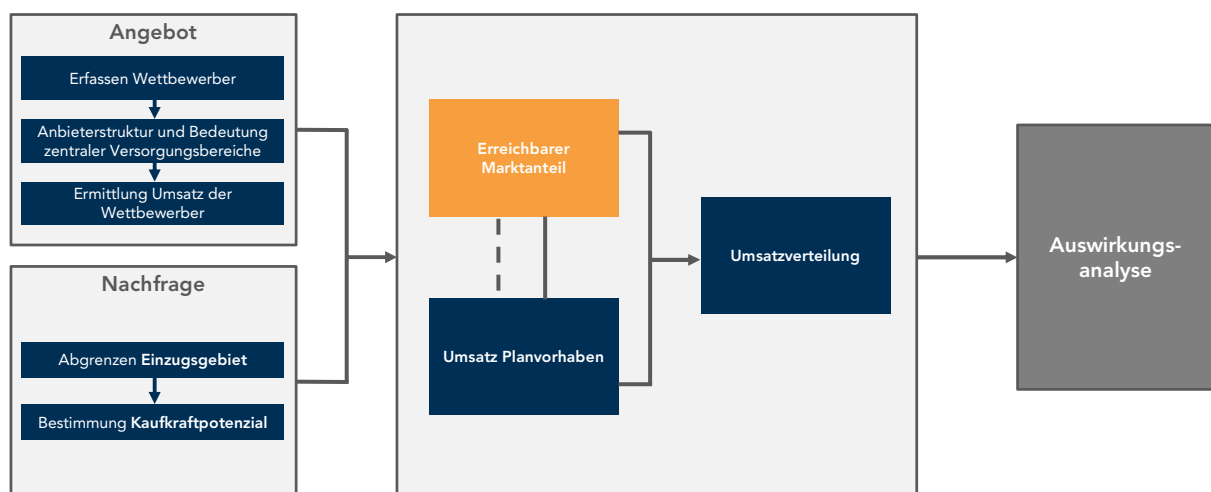 Angebot
Erfassen Wettbewerber
Anbieterstruktur und Bedeutung
zentraler Versorgungsbereiche
Ermittlung Umsatz der
Wettbewerber
Nachfrage
Abgrenzen Einzugsgebiet
Bestimmung Kaufkraftpotenzial
Erreichbarer
Marktanteil
Umsatz Planvorhaben
Umsatzverteilung
Auswirkungs-
analyse